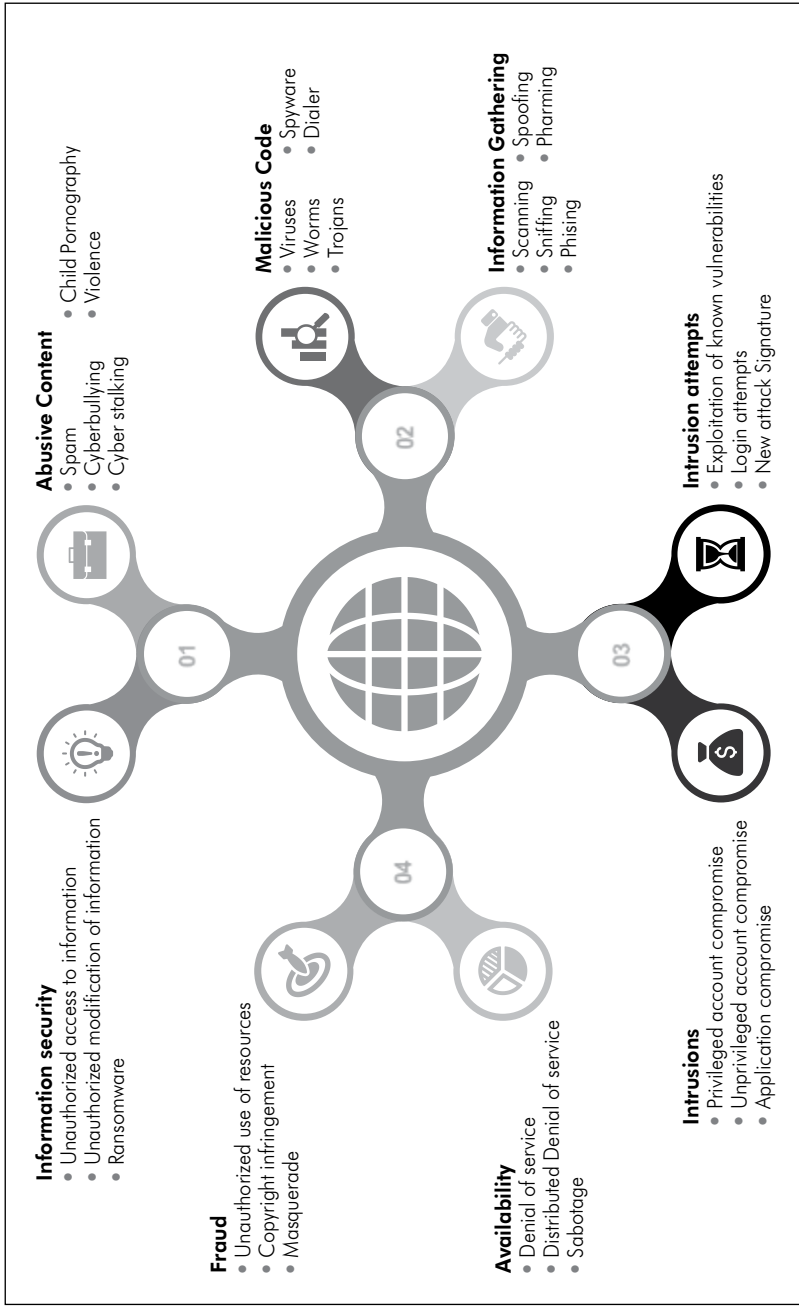 Information security
• Unauthorized access to information
• Unauthorized modification of information
• Ransomware
Abusive Content
• Spam
• Cyberbullying
• Cyber stalking
• Child Pornography
• Violence
01
Malicious Code
• Viruses
• Worms
• Trojans
• Spyware
• Dialer
02
Information Gathering
• Scanning
• Sniffing
• Phising
• Spoofing
• Pharming
Intrusion attempts
• Exploitation of known vulnerabilities
• Login attempts
• New attack Signature
03
$
Intrusions
• Privileged account compromise
• Unprivileged account compromise
• Application compromise
Fraud
• Unauthorized use of resources
• Copyright infringement
• Masquerade
04
Availability
• Denial of service
• Distributed Denial of service
• Sabotage